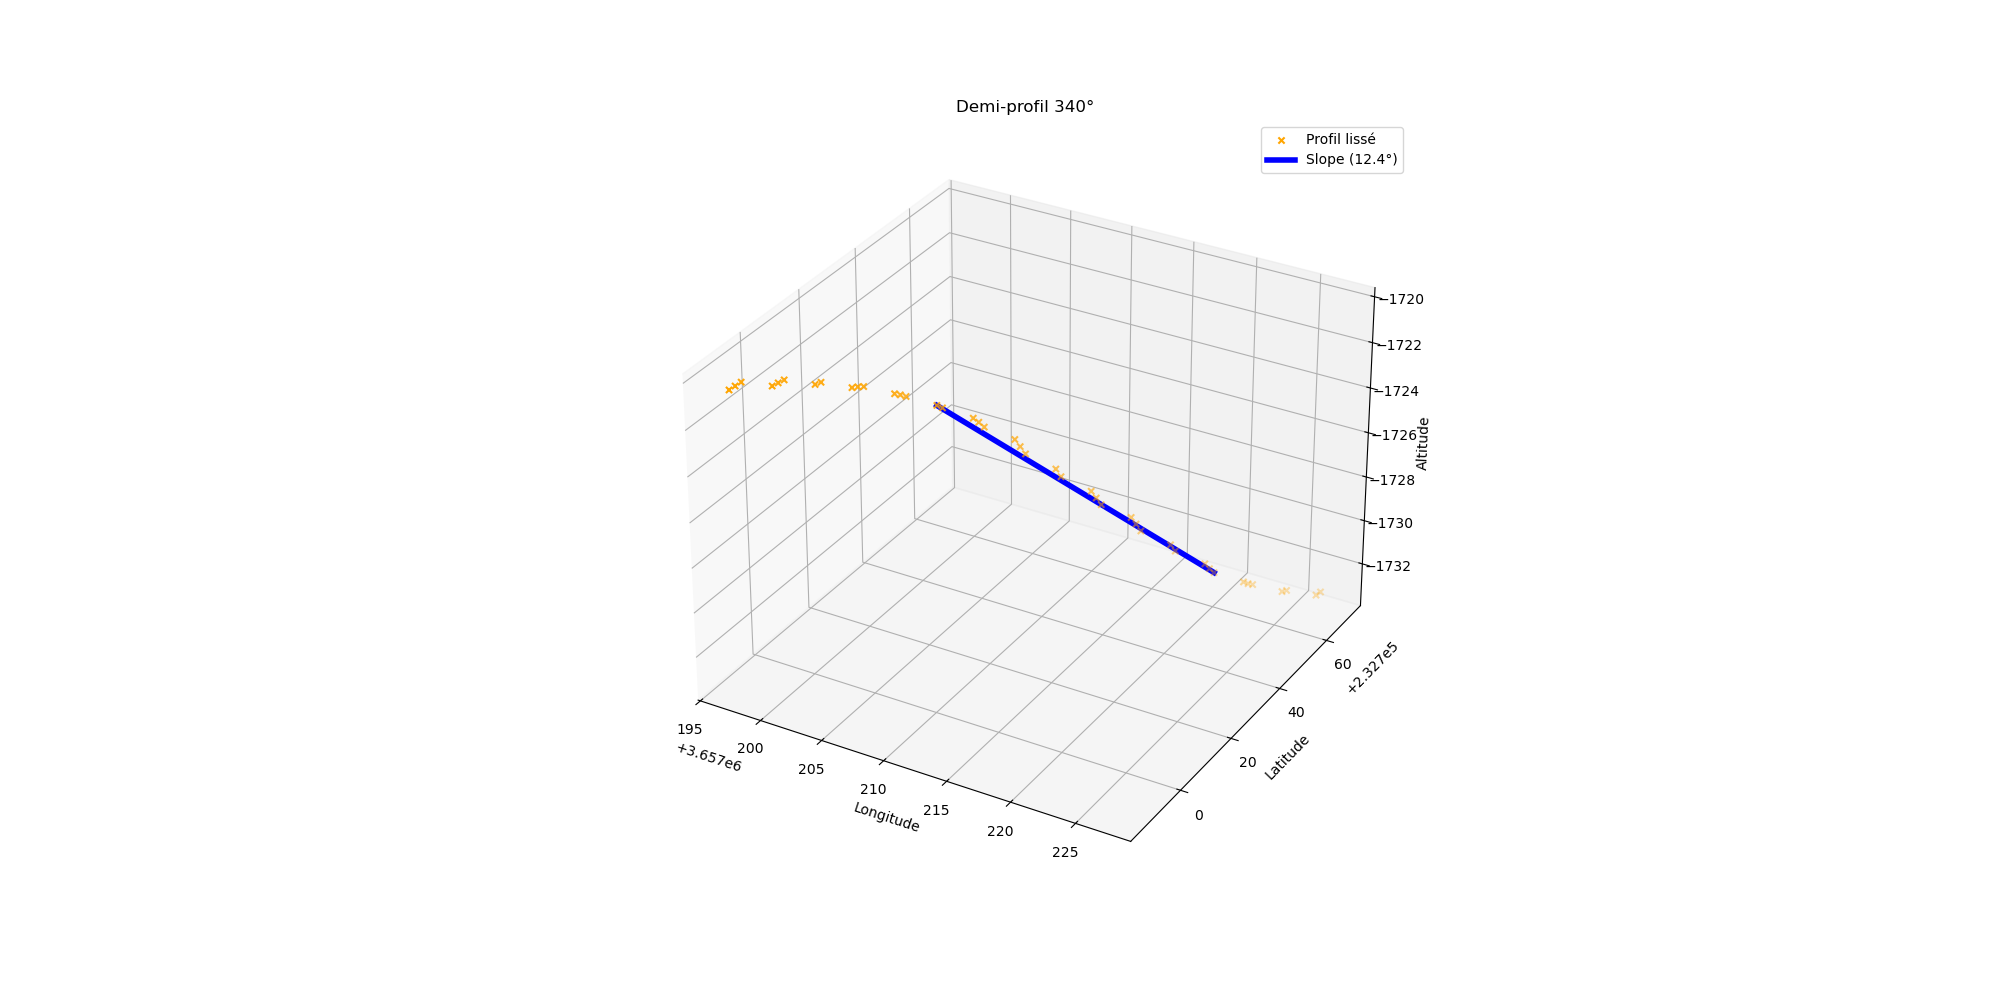 Demi-profil 340°
Profil lissé
Slope (12.4°)
−1720
−1722
−1724
−1726
−1728
−1730
−1732
Altitude
60
40
20
0
+2.327e5
Latitude
195
200
205
210
215
220
225
+3.657e6
Longitude